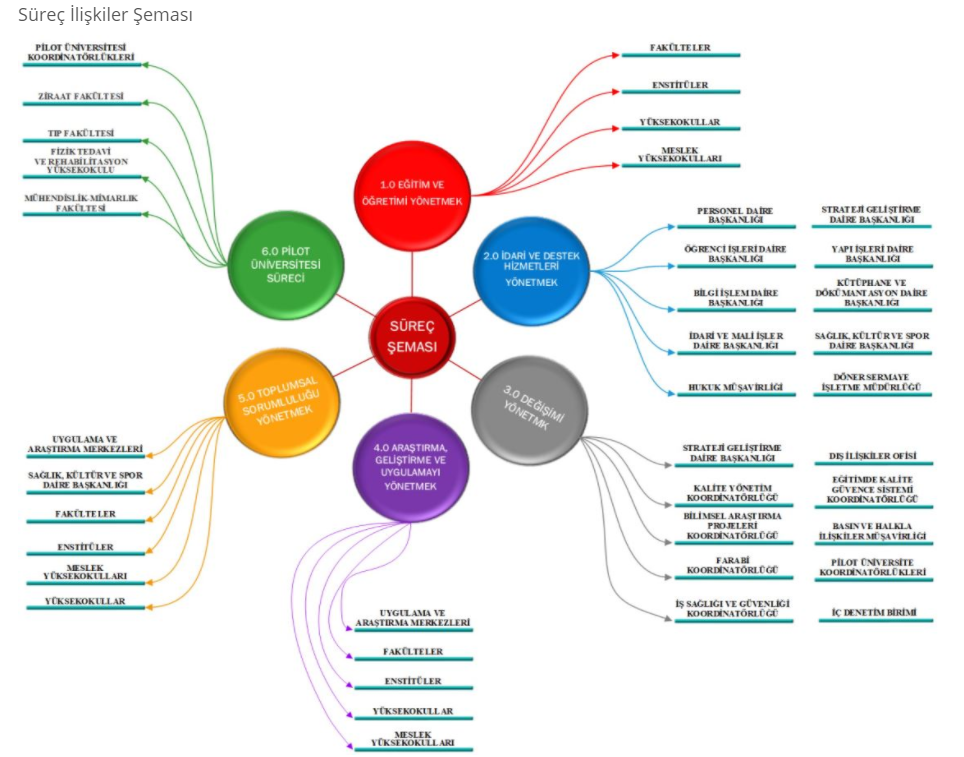 Süreç İlişkiler Şeması
PİLOT ÜNİVERSİTESİ
KOORDİNATÖRLÜKLERİ
ZİRAAT FAKÜLTESİ
TIP FAKÜLTESİ
FİZİK TEDAVİ
VE REHABİLİTASYON
YÜKSEKOKULU
MÜHENDİSLİK-MİMARLIK
FAKÜLTESİ
6.0 PİLOT
ÜNİVERSİTESİ
SÜRECİ
1.0 EĞİTİM VE
ÖĞRETİMİ YÖNETMEK
FAKÜLTELER
ENSTİTÜLER
YÜKSEKOKULLAR
MESLEK
YÜKSEKOKULLARI
2.0 İDARİ VE DESTEK
HİZMETLERİ
YÖNETMEK
PERSONEL DAİRE
BAŞKANLIĞI
STRATEJİ GELİŞTİRME
DAİRE BAŞKANLIĞI
ÖĞRENCİ İŞLERİ DAİRE
BAŞKANLIĞI
YAPI İŞLERİ DAİRE
BAŞKANLIĞI
BİLGİ İŞLEM DAİRE
BAŞKANLIĞI
KÜTÜPHANE VE
DÖKÜMANTASYON DAİRE
BAŞKANLIĞI
İDARİ VE MALİ İŞLER
DAİRE BAŞKANLIĞI
SAĞLIK, KÜLTÜR VE SPOR
DAİRE BAŞKANLIĞI
HUKUK MÜŞAVİRLİĞİ
DÖNER SERMAYE
İŞLETME MÜDÜRLÜĞÜ
SÜREÇ
ŞEMASI
5.0 TOPLUMSAL
SORUMLULUĞU
YÖNETMEK
3.0 DEĞİŞİMİ
YÖNETMK
4.0 ARAŞTIRMA,
GELİŞTİRME VE
UYGULAMAYI
YÖNETMEK
UYGULAMA VE
ARAŞTIRMA MERKEZLERİ
SAĞLIK, KÜLTÜR VE SPOR
DAİRE BAŞKANLIĞI
FAKÜLTELER
ENSTİTÜLER
MESLEK
YÜKSEKOKULLARI
YÜKSEKOKULLAR
STRATEJİ GELİŞTİRME
DAİRE BAŞKANLIĞI
DIŞ İLİŞKİLER OFİSİ
KALİTE YÖNETİM
KOORDİNATÖRLÜĞÜ
EĞİTİMDE KALİTE
GÜVENCE SİSTEMİ
KOORDİNATÖRLÜĞÜ
BİLİMSEL ARAŞTIRMA
PROJELERİ
KOORDİNATÖRLÜĞÜ
BASIN VE HALKLA
İLİŞKİLER MÜŞAVİRLİĞİ
FARABİ
KOORDİNATÖRLÜĞÜ
PİLOT ÜNİVERSİTE
KOORDİNATÖRLÜKLERİ
İŞ SAĞLIĞI VE GÜVENLİĞİ
KOORDİNATÖRLÜĞÜ
İÇ DENETİM BİRİMİ
UYGULAMA VE
ARAŞTIRMA MERKEZLERİ
FAKÜLTELER
ENSTİTÜLER
YÜKSEKOKULLAR
MESLEK
YÜKSEKOKULLARI